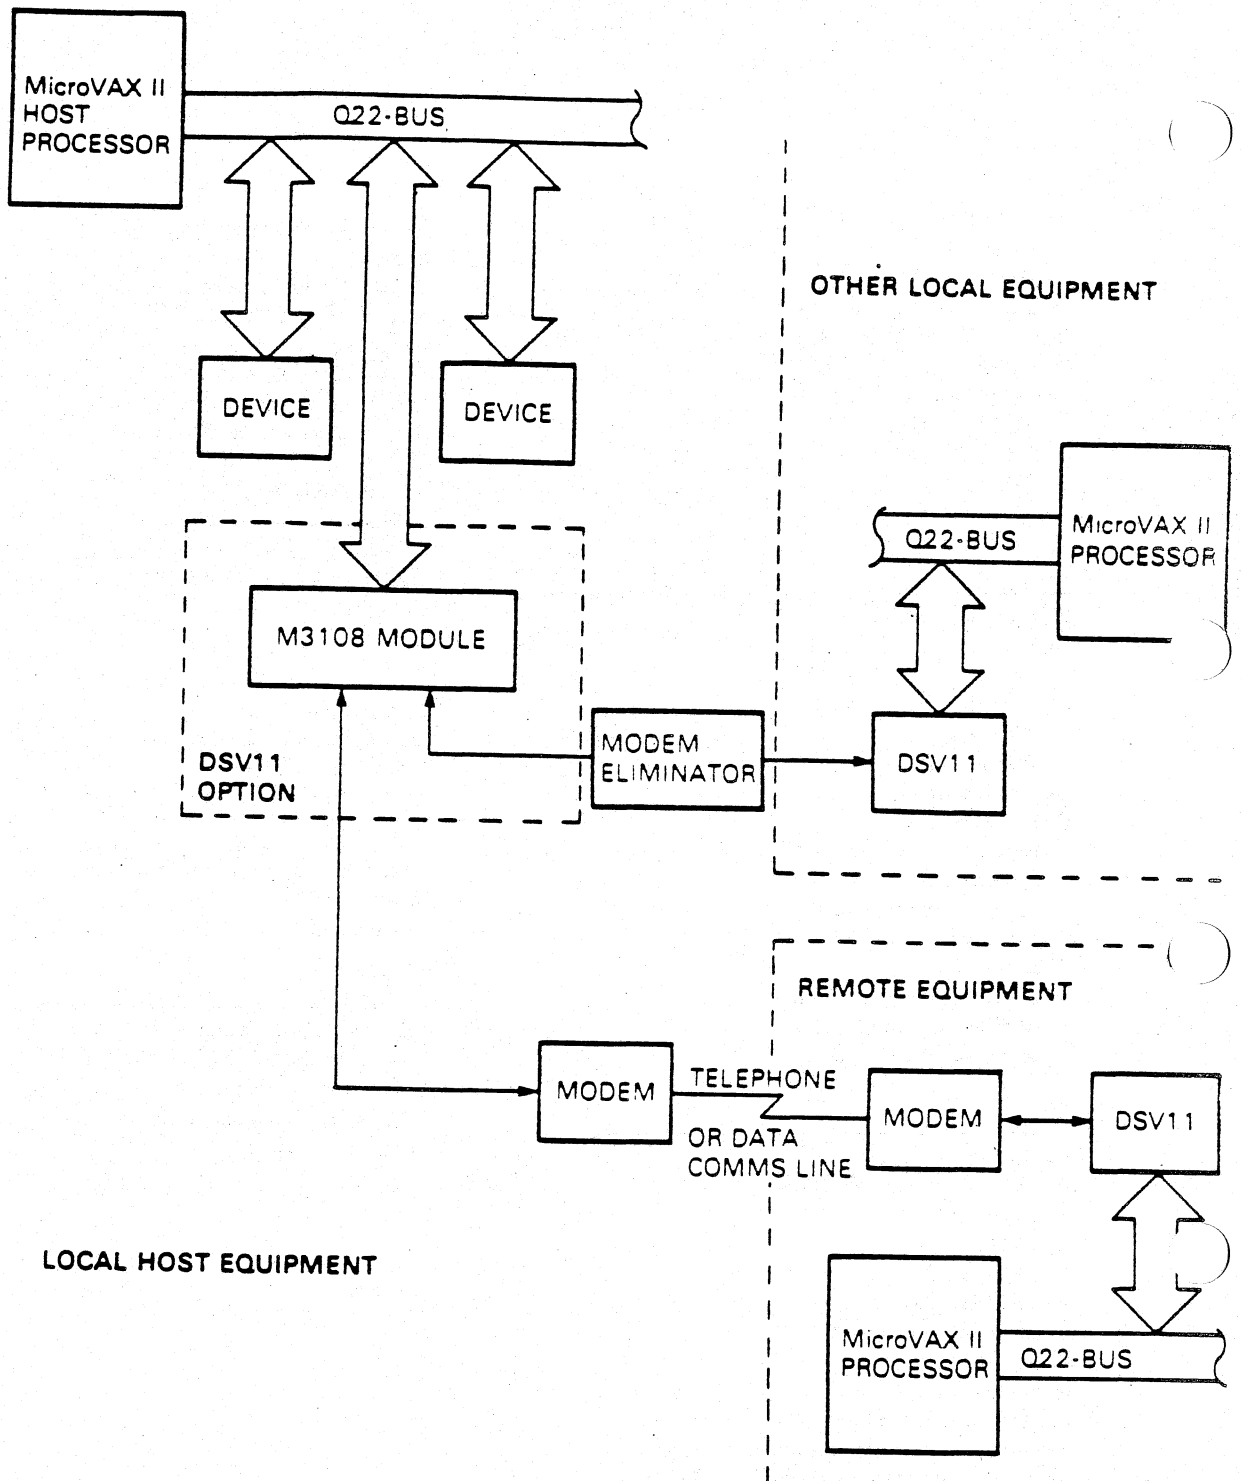 MicroVAX II
HOST
PROCESSOR
Q22-BUS
OTHER LOCAL EQUIPMENT
DEVICE
DEVICE
Q22-BUS
MicroVAX II
PROCESSOR
M3108 MODULE
DSV11
OPTION
MODEM
ELIMINATOR
DSV11
REMOTE EQUIPMENT
MODEM
TELEPHONE
OR DATA
COMMS LINE
MODEM
DSV11
LOCAL HOST EQUIPMENT
MicroVAX II
PROCESSOR
Q22-BUS